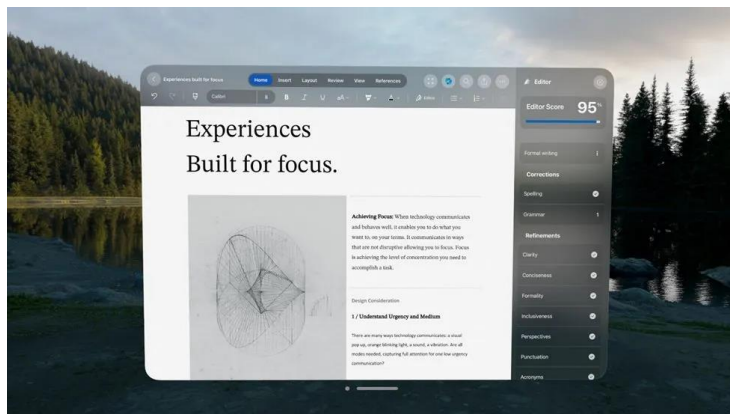 Experiences built for focus
Home Insert Layout Review View References
Calibri
B I U
Editor
Editor Score 95%
Formal writing
Corrections
Spelling
Grammar 1
Refinements
Clarity
Conciseness
Formality
Inclusiveness
Perspectives
Punctuation
Acronyms
Experiences
Built for focus.
Achieving Focus: When technology communicates
and behaves well, it enables you to do what you
want to, on your terms. It communicates in ways
that are not disruptive allowing you to focus. Focus
is achieving the level of concentration you need to
accomplish a task.
Design Consideration
1 / Understand Urgency and Medium
There are many ways technology communicates: a visual
pop up, orange blinking light, a sound, a vibration. Are all
modes needed, capturing full attention for one low urgency
communication?